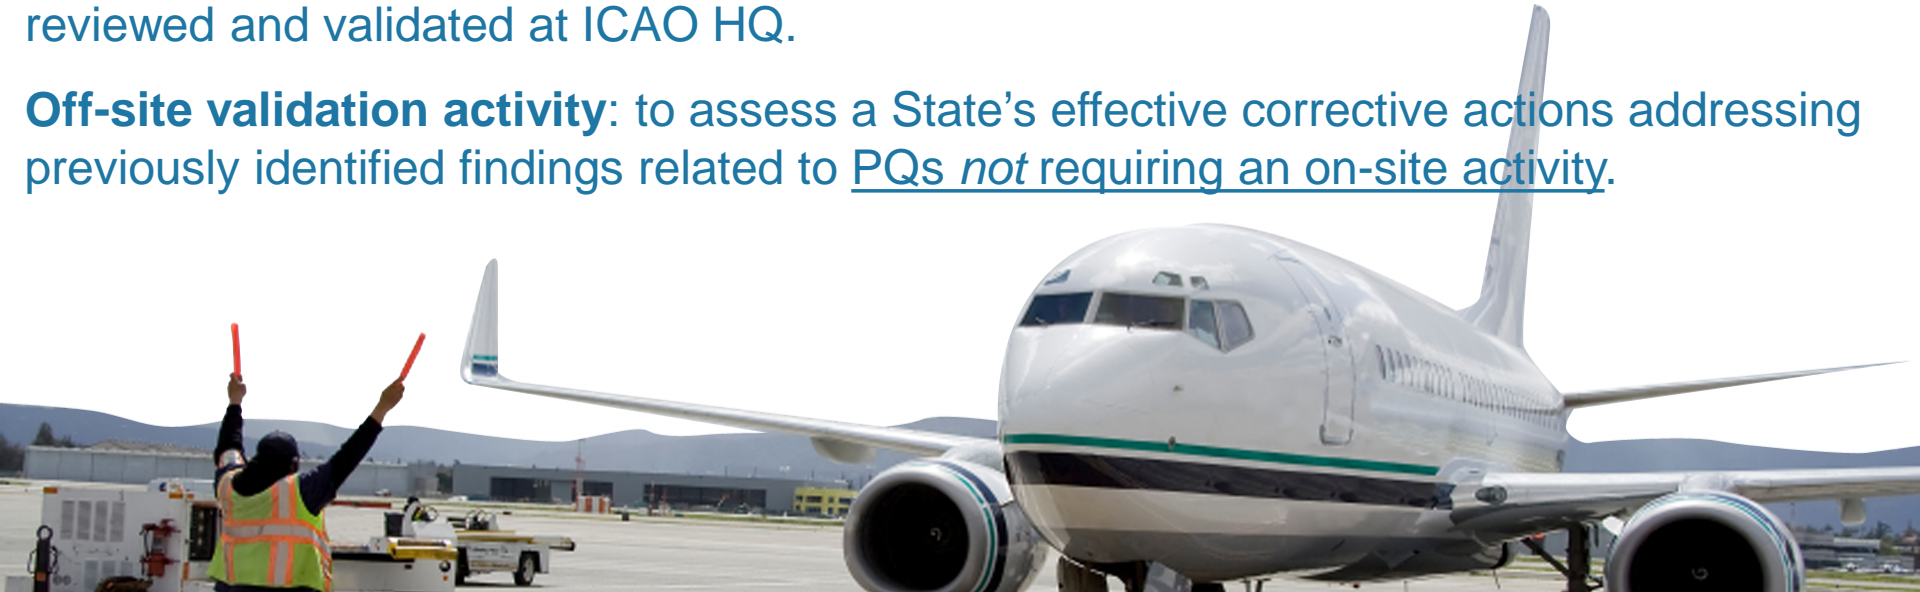 reviewed and validated at ICAO HQ.
Off-site validation activity: to assess a State’s effective corrective actions addressing
previously identified findings related to PQs not requiring an on-site activity.